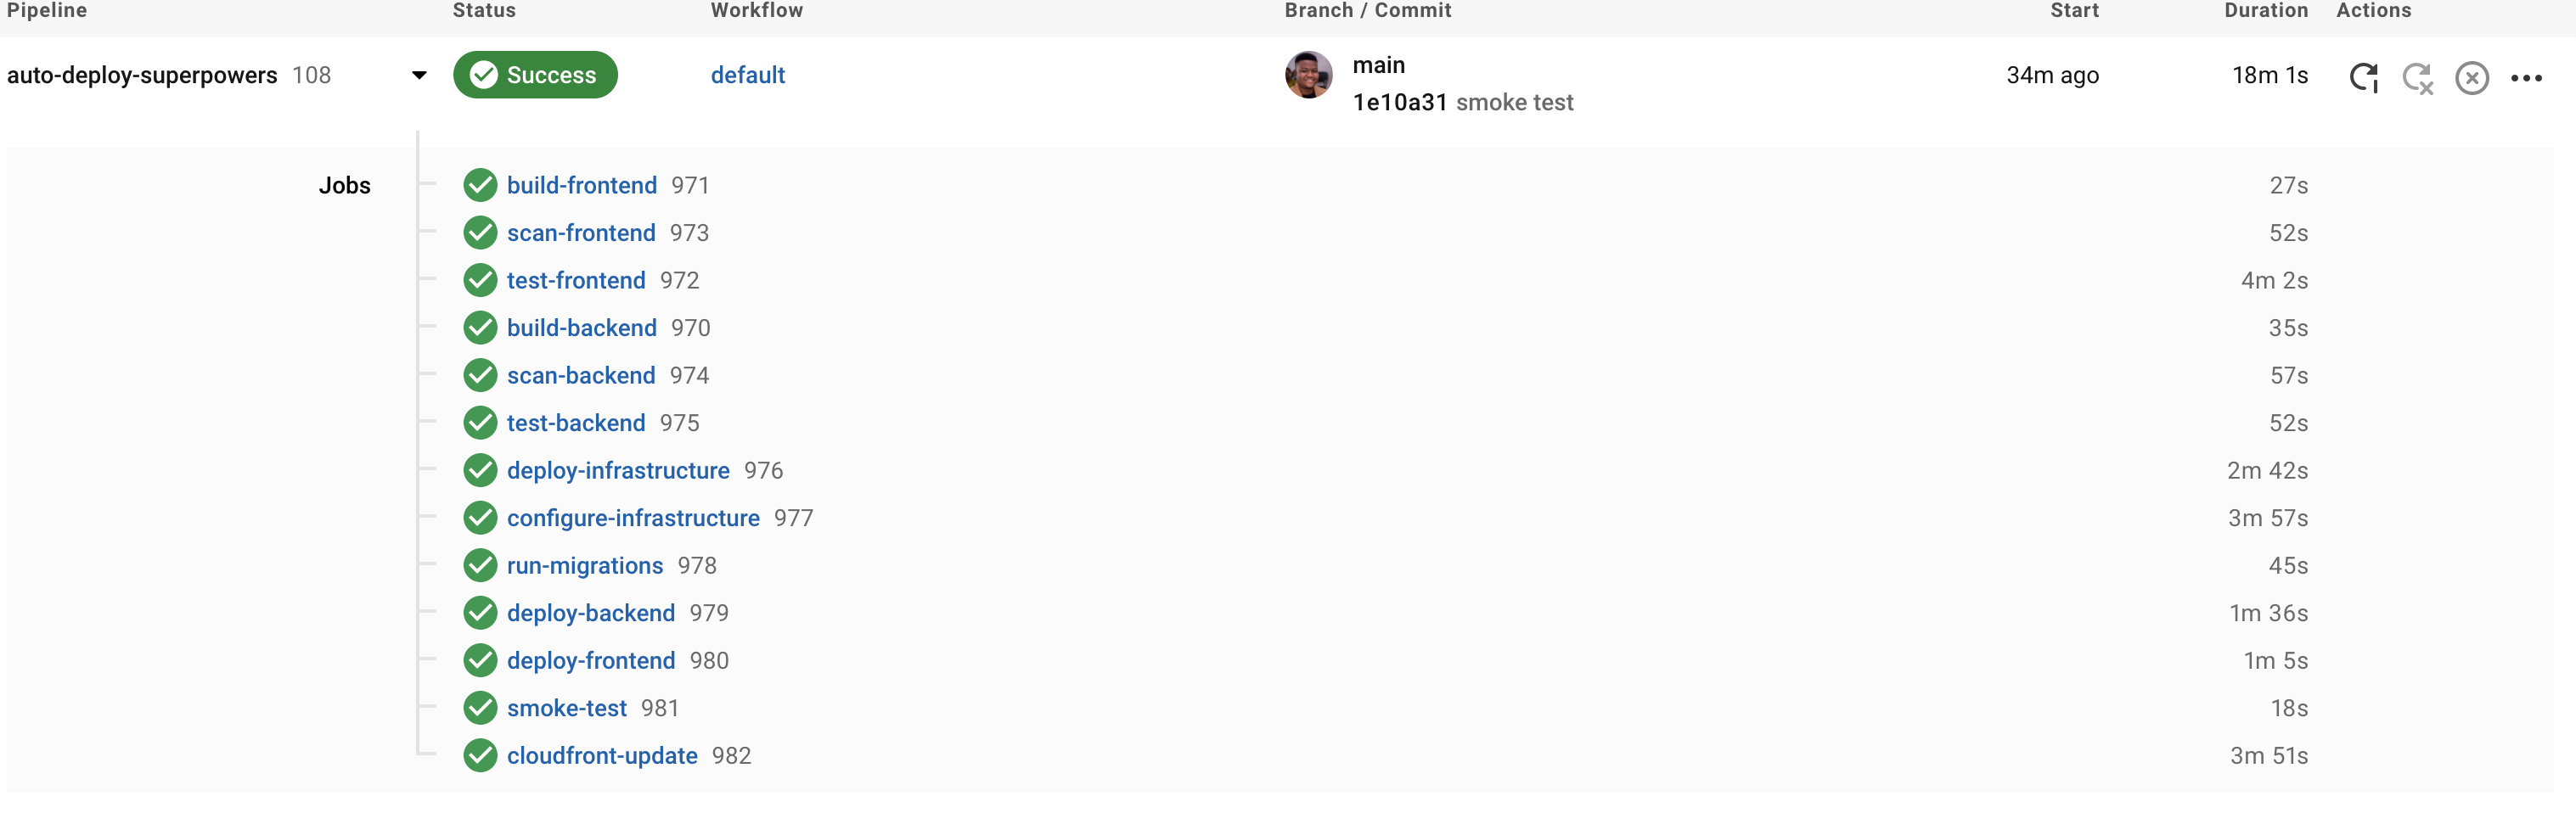 Pipeline Status Workflow Branch / Commit Start Duration Actions
auto-deploy-superpowers 108 Success default main 34m ago 18m 1s
1e10a31 smoke test
Jobs build-frontend 971 27s
scan-frontend 973 52s
test-frontend 972 4m 2s
build-backend 970 35s
scan-backend 974 57s
test-backend 975 52s
deploy-infrastructure 976 2m 42s
configure-infrastructure 977 3m 57s
run-migrations 978 45s
deploy-backend 979 1m 36s
deploy-frontend 980 1m 5s
smoke-test 981 18s
cloudfront-update 982 3m 51s